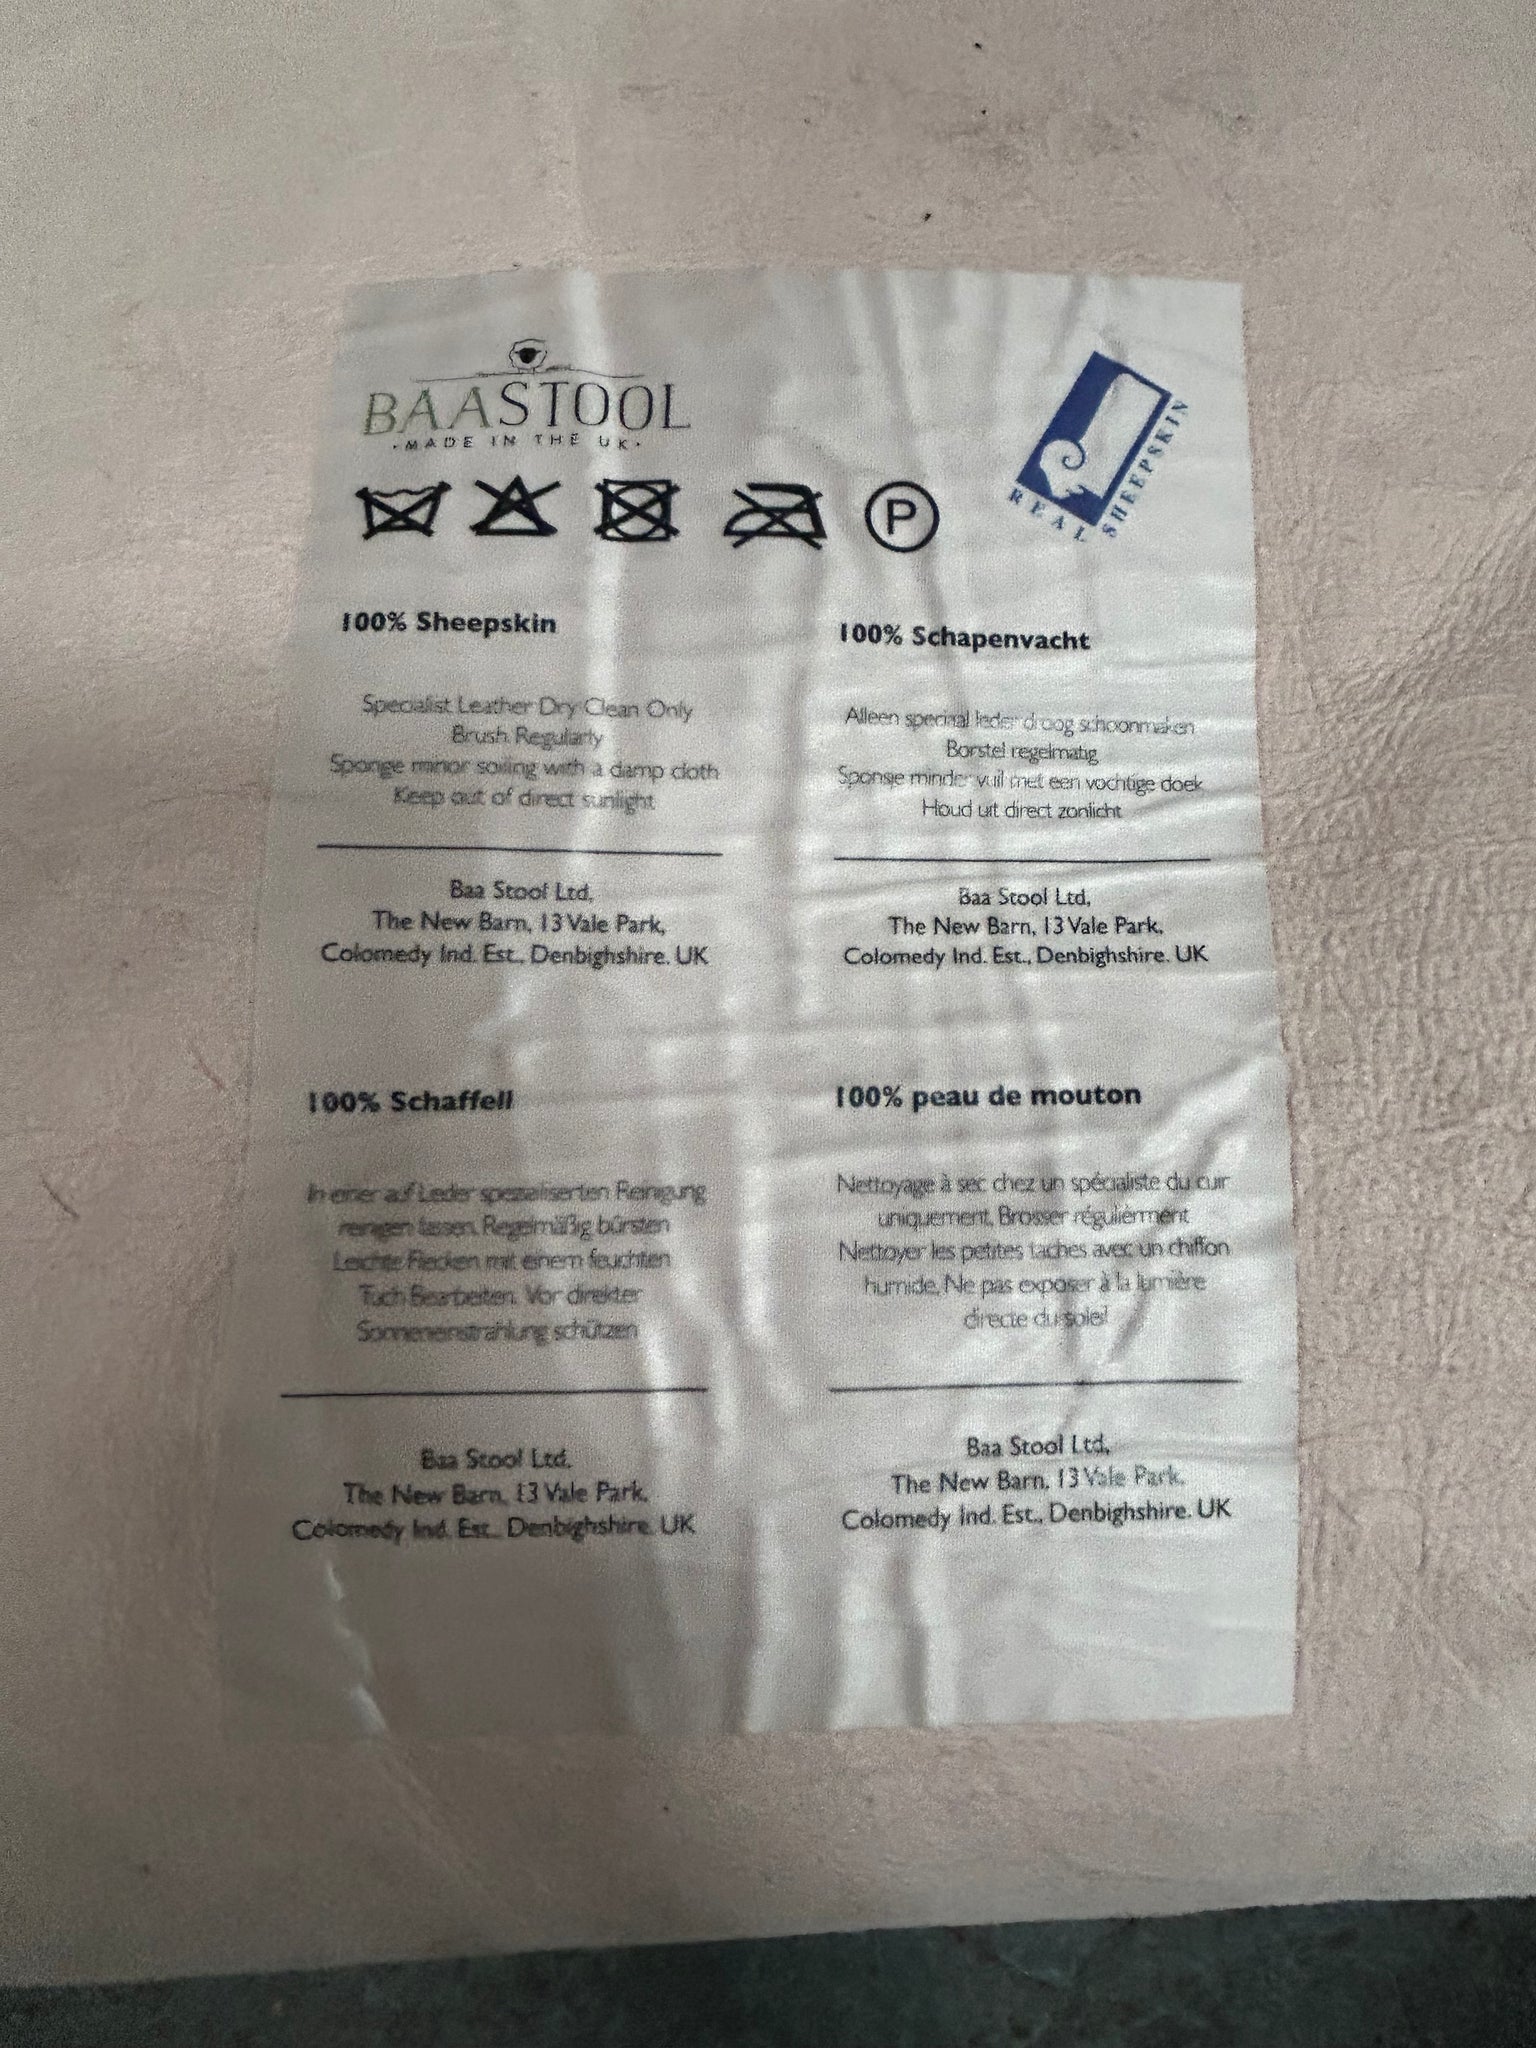 BAASTOOL
·MADE IN THE UK·
REAL SHEEPSKIN
P
100% Sheepskin
Specialist Leather Dry Clean Only
Brush Regularly
Sponge minor soiling with a damp cloth
Keep out of direct sunlight
Baa Stool Ltd,
The New Barn, 13 Vale Park,
Colomedy Ind. Est., Denbighshire. UK
100% Schapenvacht
Alleen speciaal leder droog schoonmaken
Borstel regelmatig
Sponsje minder vuil met een vochtige doek
Houd uit direct zonlicht
Baa Stool Ltd,
The New Barn, 13 Vale Park,
Colomedy Ind. Est., Denbighshire. UK
100% Schaffell
In einer auf Leder spezialiserten Reinigung
reinigen lassen. Regelmäßig bürsten
Leichte Flecken mit einem feuchten
Tuch Bearbeiten. Vor direkter
Sonnenenstrahlung schützen
Baa Stool Ltd,
The New Barn, 13 Vale Park,
Colomedy Ind. Est., Denbighshire. UK
100% peau de mouton
Nettoyage à sec chez un spécialiste du cuir
uniquement, Brosser réguliérment
Nettoyer les petites taches avec un chiffon
humide, Ne pas exposer à la lumière
directe du soleil
Baa Stool Ltd,
The New Barn, 13 Vale Park,
Colomedy Ind. Est., Denbighshire. UK